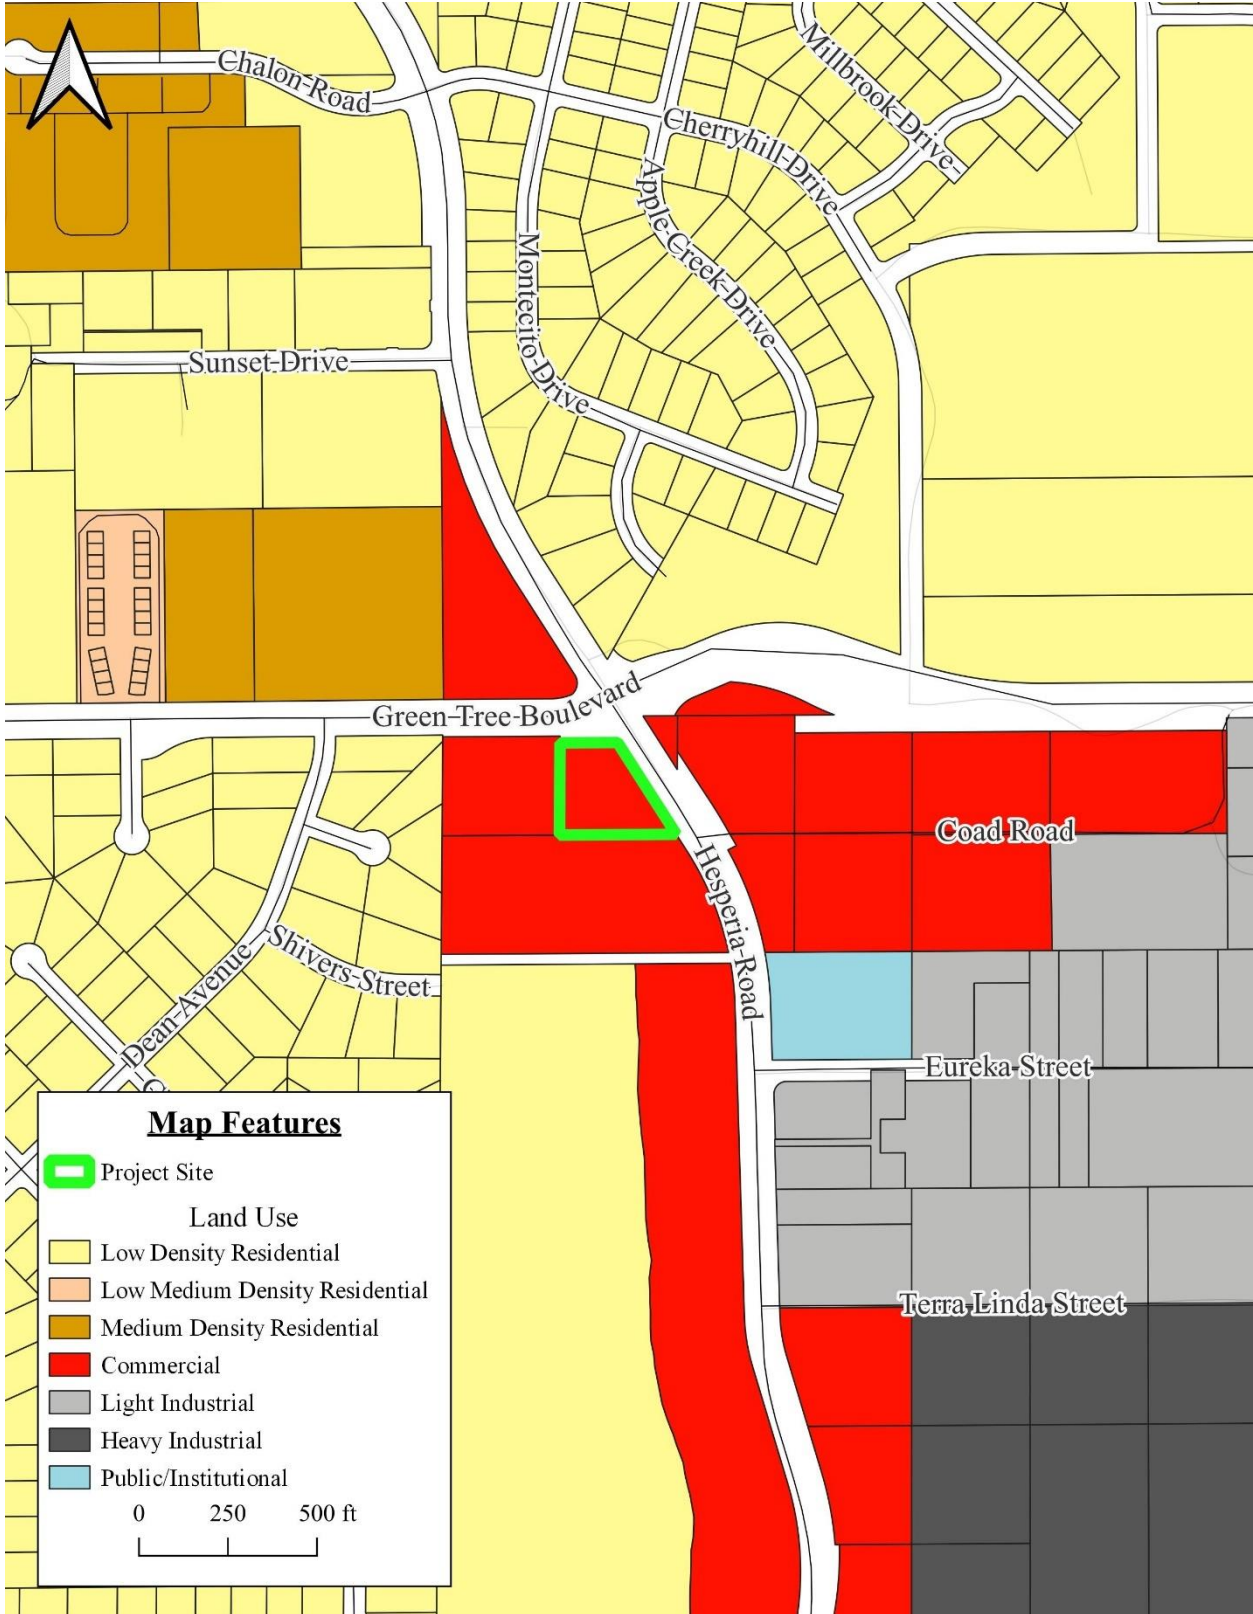 Chalon Road
Millbrook Drive
Cherryhill Drive
Apple Creek Drive
Montecito Drive
Sunset Drive
Green Tree Boulevard
Coad Road
Hesperia Road
Shivers Street
Dean Avenue
Eureka Street
Terra Linda Street
Map Features
Project Site
Land Use
Low Density Residential
Low Medium Density Residential
Medium Density Residential
Commercial
Light Industrial
Heavy Industrial
Public/Institutional
0 250 500 ft